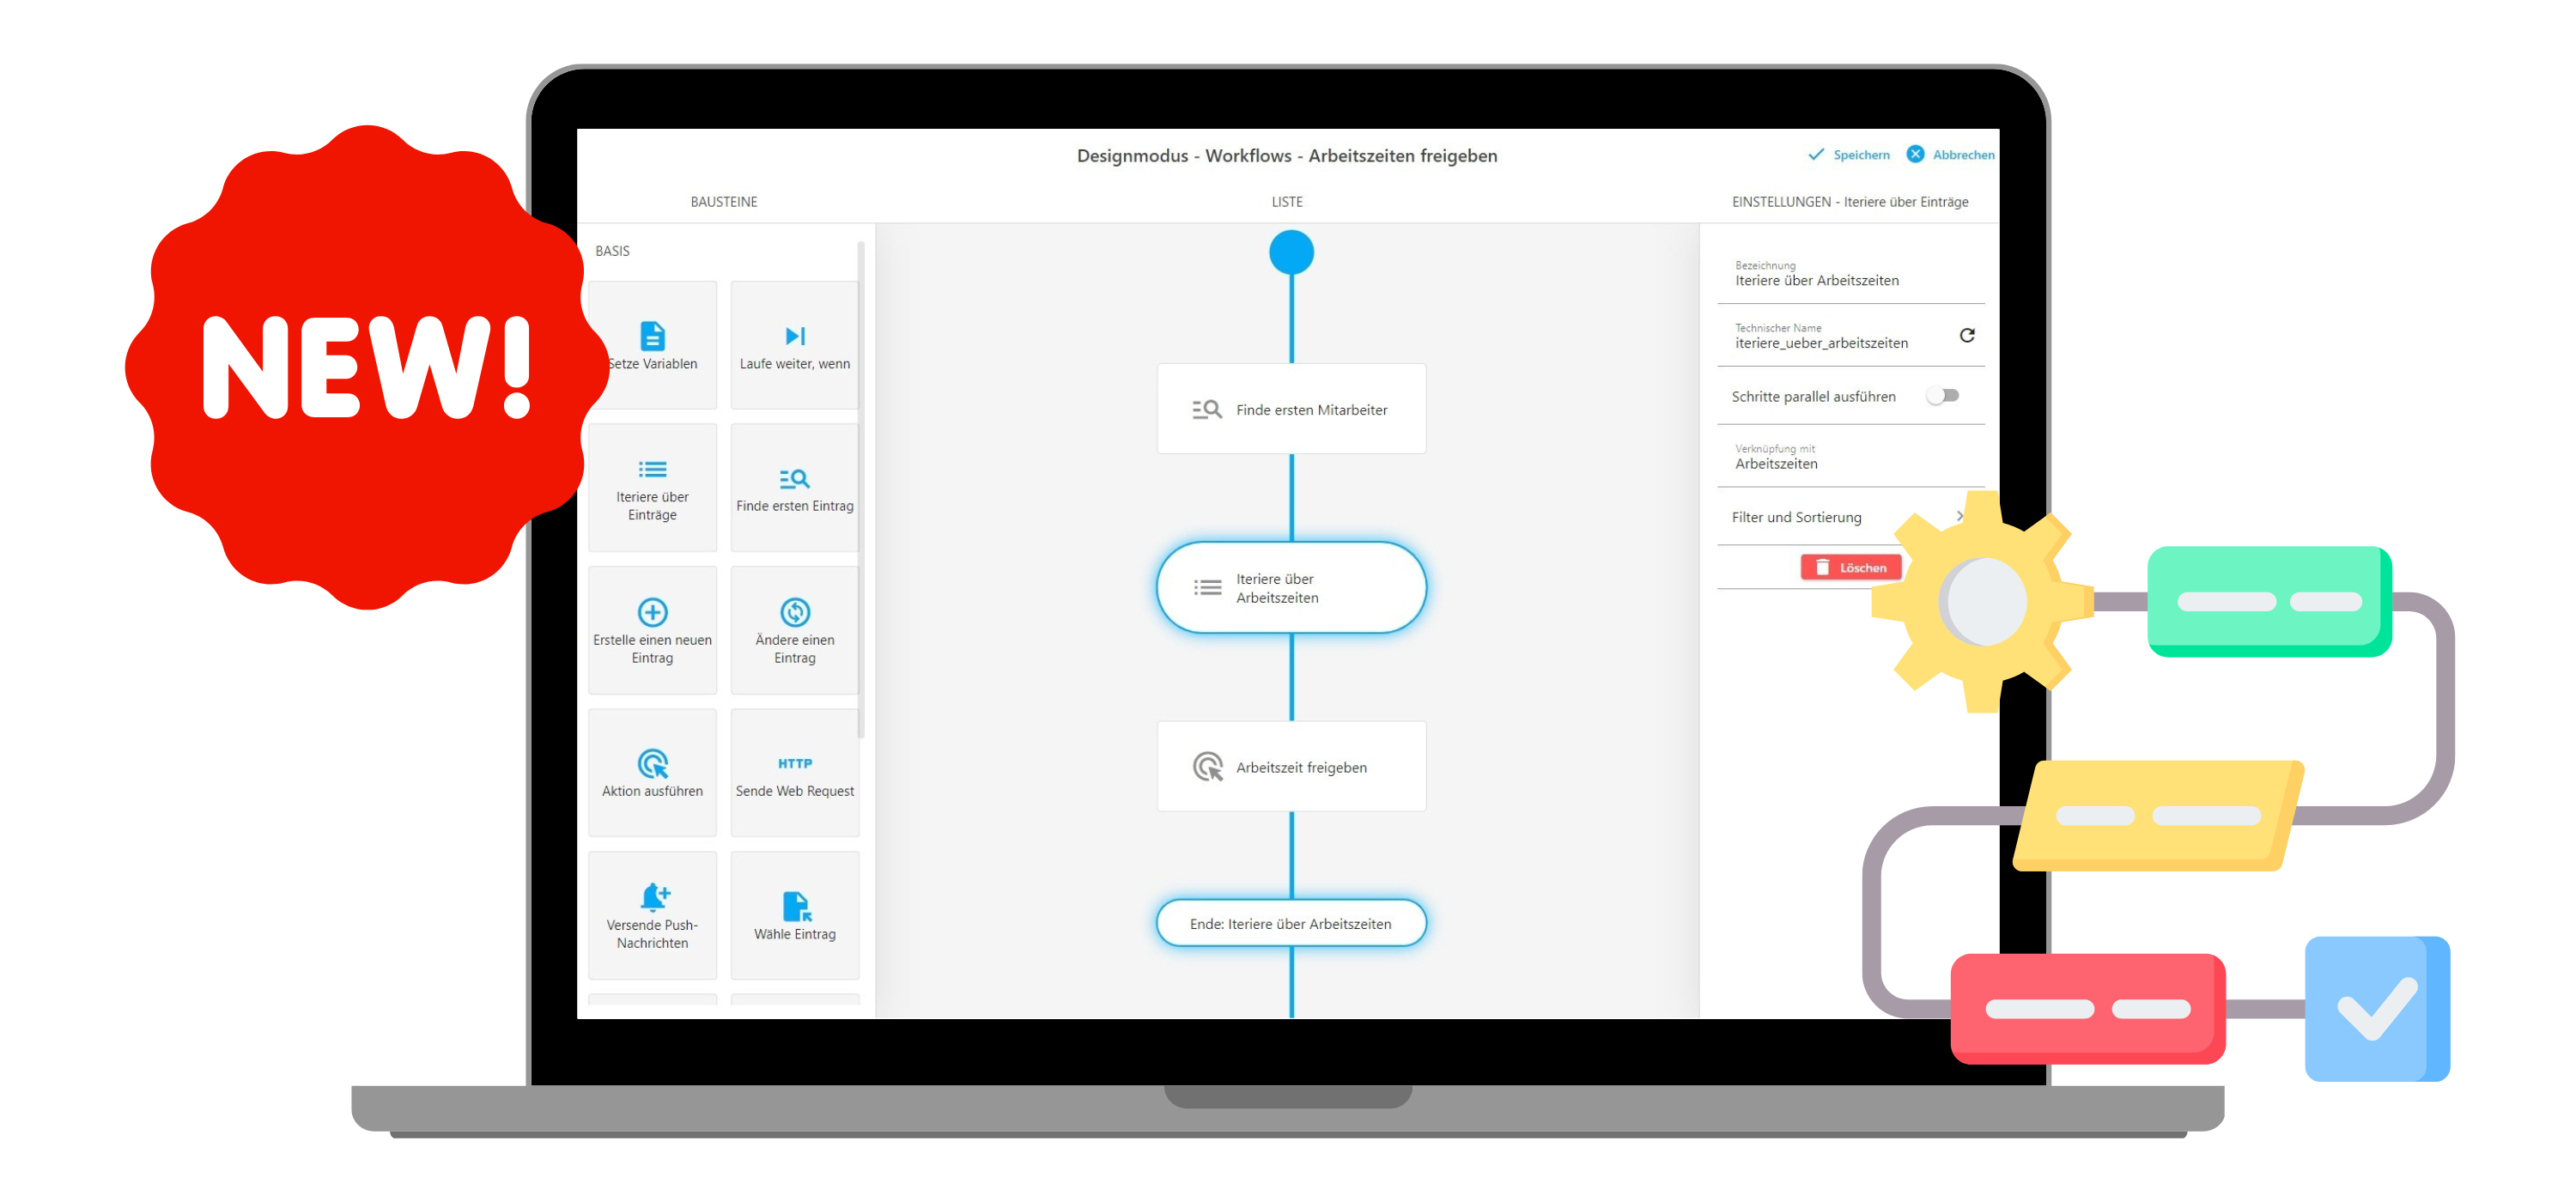 NEW!
Designmodus - Workflows - Arbeitszeiten freigeben
Speichern
Abbrechen
BAUSTEINE
LISTE
EINSTELLUNGEN - Iteriere über Einträge
BASIS
Setze Variablen
Laufe weiter, wenn
Iteriere über
Einträge
Finde ersten Eintrag
Erstelle einen neuen
Eintrag
Ändere einen
Eintrag
Aktion ausführen
HTTP
Sende Web Request
Versende Push-
Nachrichten
Wähle Eintrag
Finde ersten Mitarbeiter
Iteriere über
Arbeitszeiten
Arbeitszeit freigeben
Ende: Iteriere über Arbeitszeiten
Bezeichnung
Iteriere über Arbeitszeiten
Technischer Name
iteriere_ueber_arbeitszeiten
Schritte parallel ausführen
Verknüpfung mit
Arbeitszeiten
Filter und Sortierung
Löschen